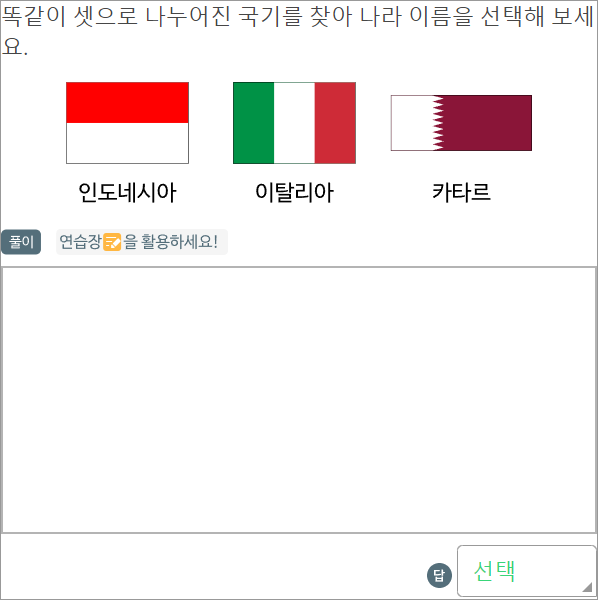 똑같이 셋으로 나누어진 국기를 찾아 나라 이름을 선택해 보세
요.
인도네시아 이탈리아 카타르
풀이 연습장을 활용하세요!
답 선택